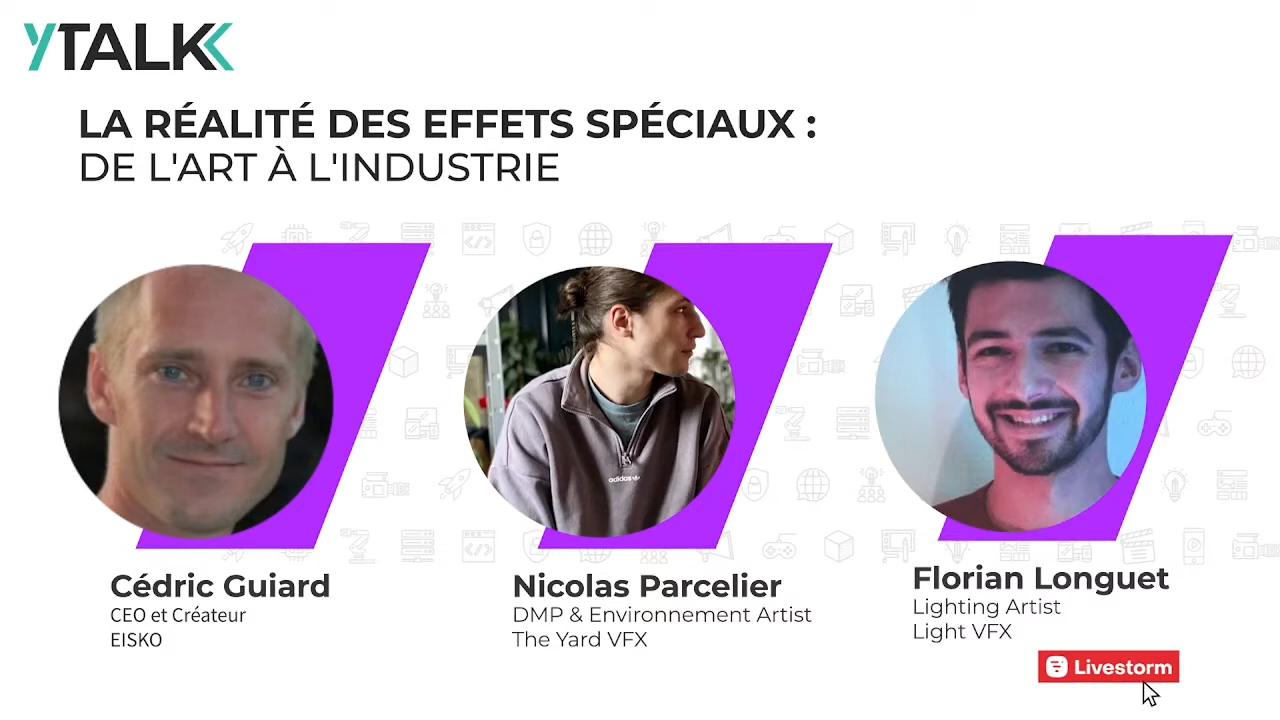 YTALK
LA RÉALITÉ DES EFFETS SPÉCIAUX :
DE L'ART À L'INDUSTRIE
adidas
Cédric Guiard
CEO et Créateur
EISKO
Nicolas Parcelier
DMP & Environnement Artist
The Yard VFX
Florian Longuet
Lighting Artist
Light VFX
Livestorm